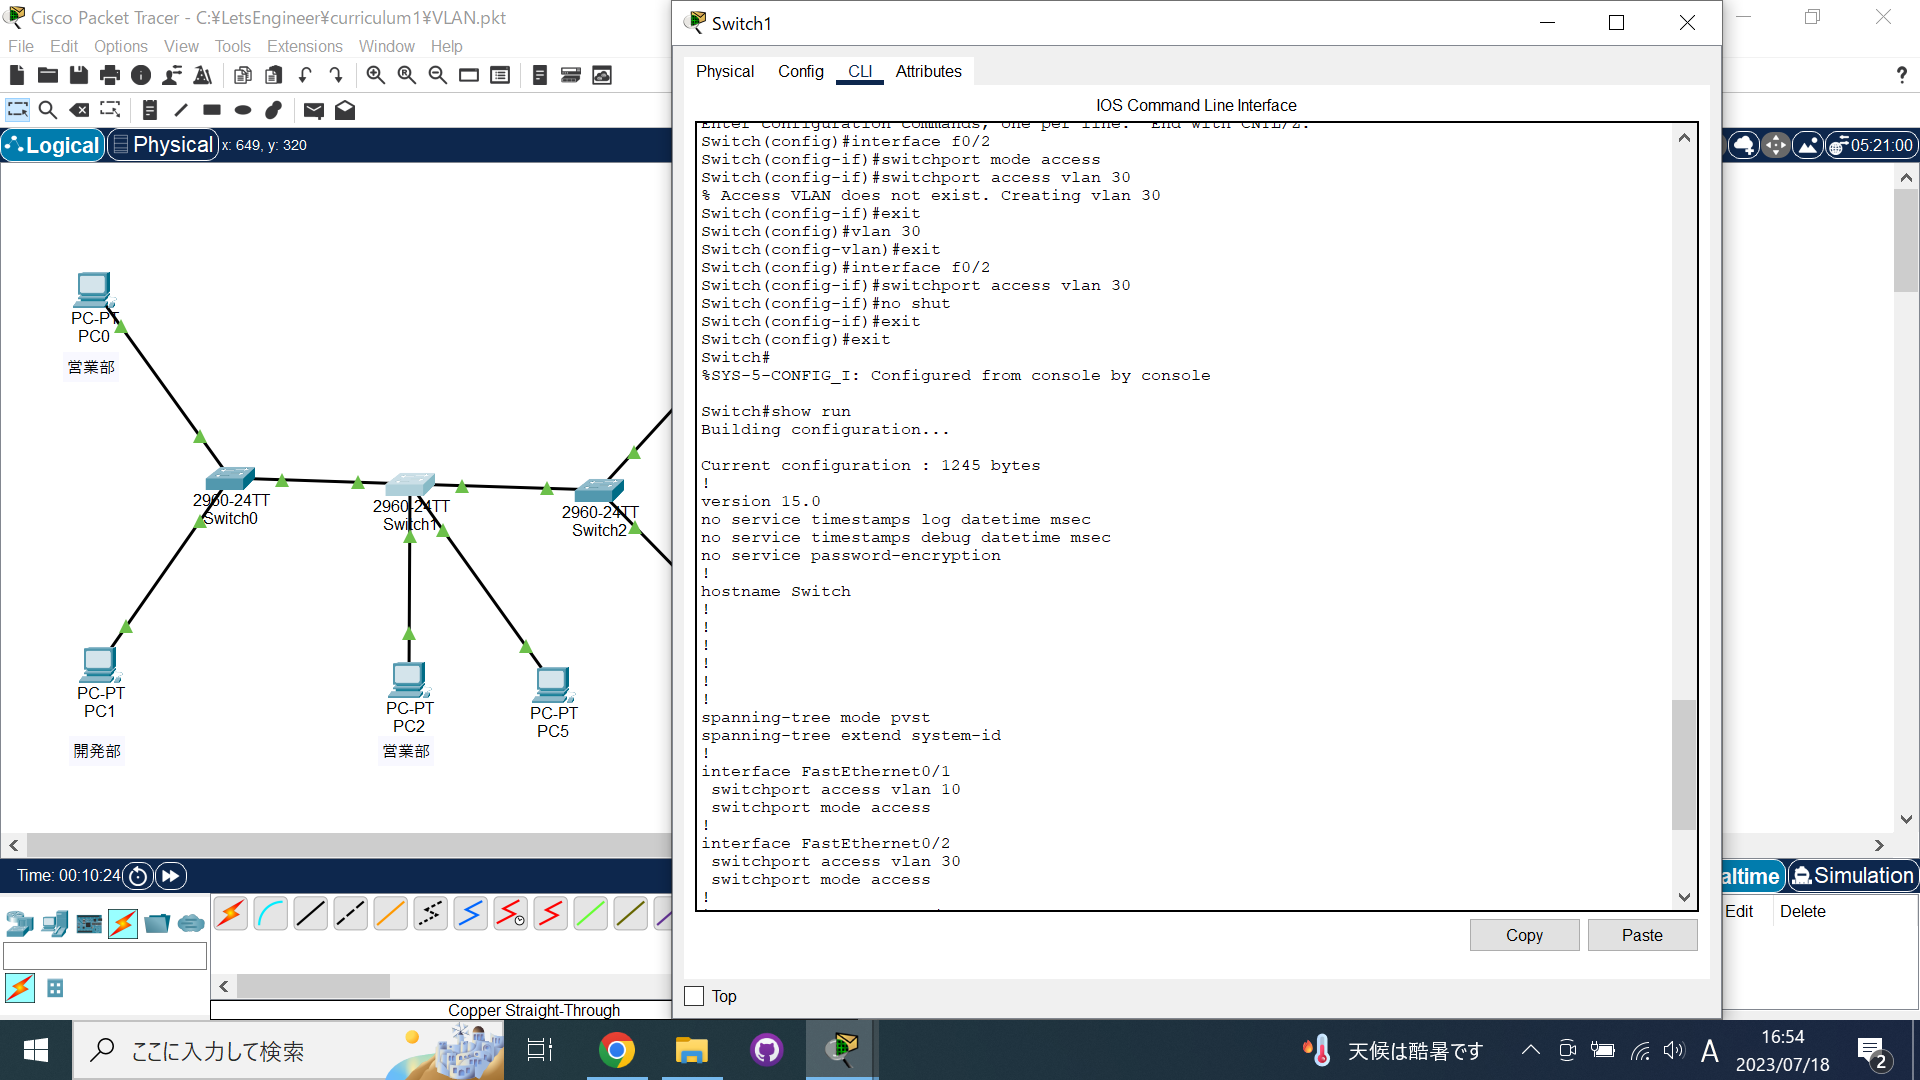 Cisco Packet Tracer - C:¥LetsEngineer¥curriculum1¥VLAN.pkt
File Edit Options View Tools Extensions Window Help
Logical
Physical
x: 649, y: 320
PC-PT
PC0
営業部
2960-24TT
Switch0
2960-24TT
Switch1
2960-24TT
Switch2
PC-PT
PC1
開発部
PC-PT
PC2
営業部
PC-PT
PC5
Time: 00:10:24
Copper Straight-Through
Switch1
Physical Config CLI Attributes
IOS Command Line Interface
Enter configuration commands, one per line. End with CNTL/Z.
Switch(config)#interface f0/2
Switch(config-if)#switchport mode access
Switch(config-if)#switchport access vlan 30
% Access VLAN does not exist. Creating vlan 30
Switch(config-if)#exit
Switch(config)#vlan 30
Switch(config-vlan)#exit
Switch(config)#interface f0/2
Switch(config-if)#switchport access vlan 30
Switch(config-if)#no shut
Switch(config-if)#exit
Switch(config)#exit
Switch#
%SYS-5-CONFIG_I: Configured from console by console
Switch#show run
Building configuration...
Current configuration : 1245 bytes
!
version 15.0
no service timestamps log datetime msec
no service timestamps debug datetime msec
no service password-encryption
!
hostname Switch
!
!
!
!
!
!
spanning-tree mode pvst
spanning-tree extend system-id
!
interface FastEthernet0/1
switchport access vlan 10
switchport mode access
!
interface FastEthernet0/2
switchport access vlan 30
switchport mode access
!
Copy
Paste
Top
?
05:21:00
altime
Simulation
Edit
Delete
ここに入力して検索
天候は酷暑です
A
16:54
2023/07/18
2